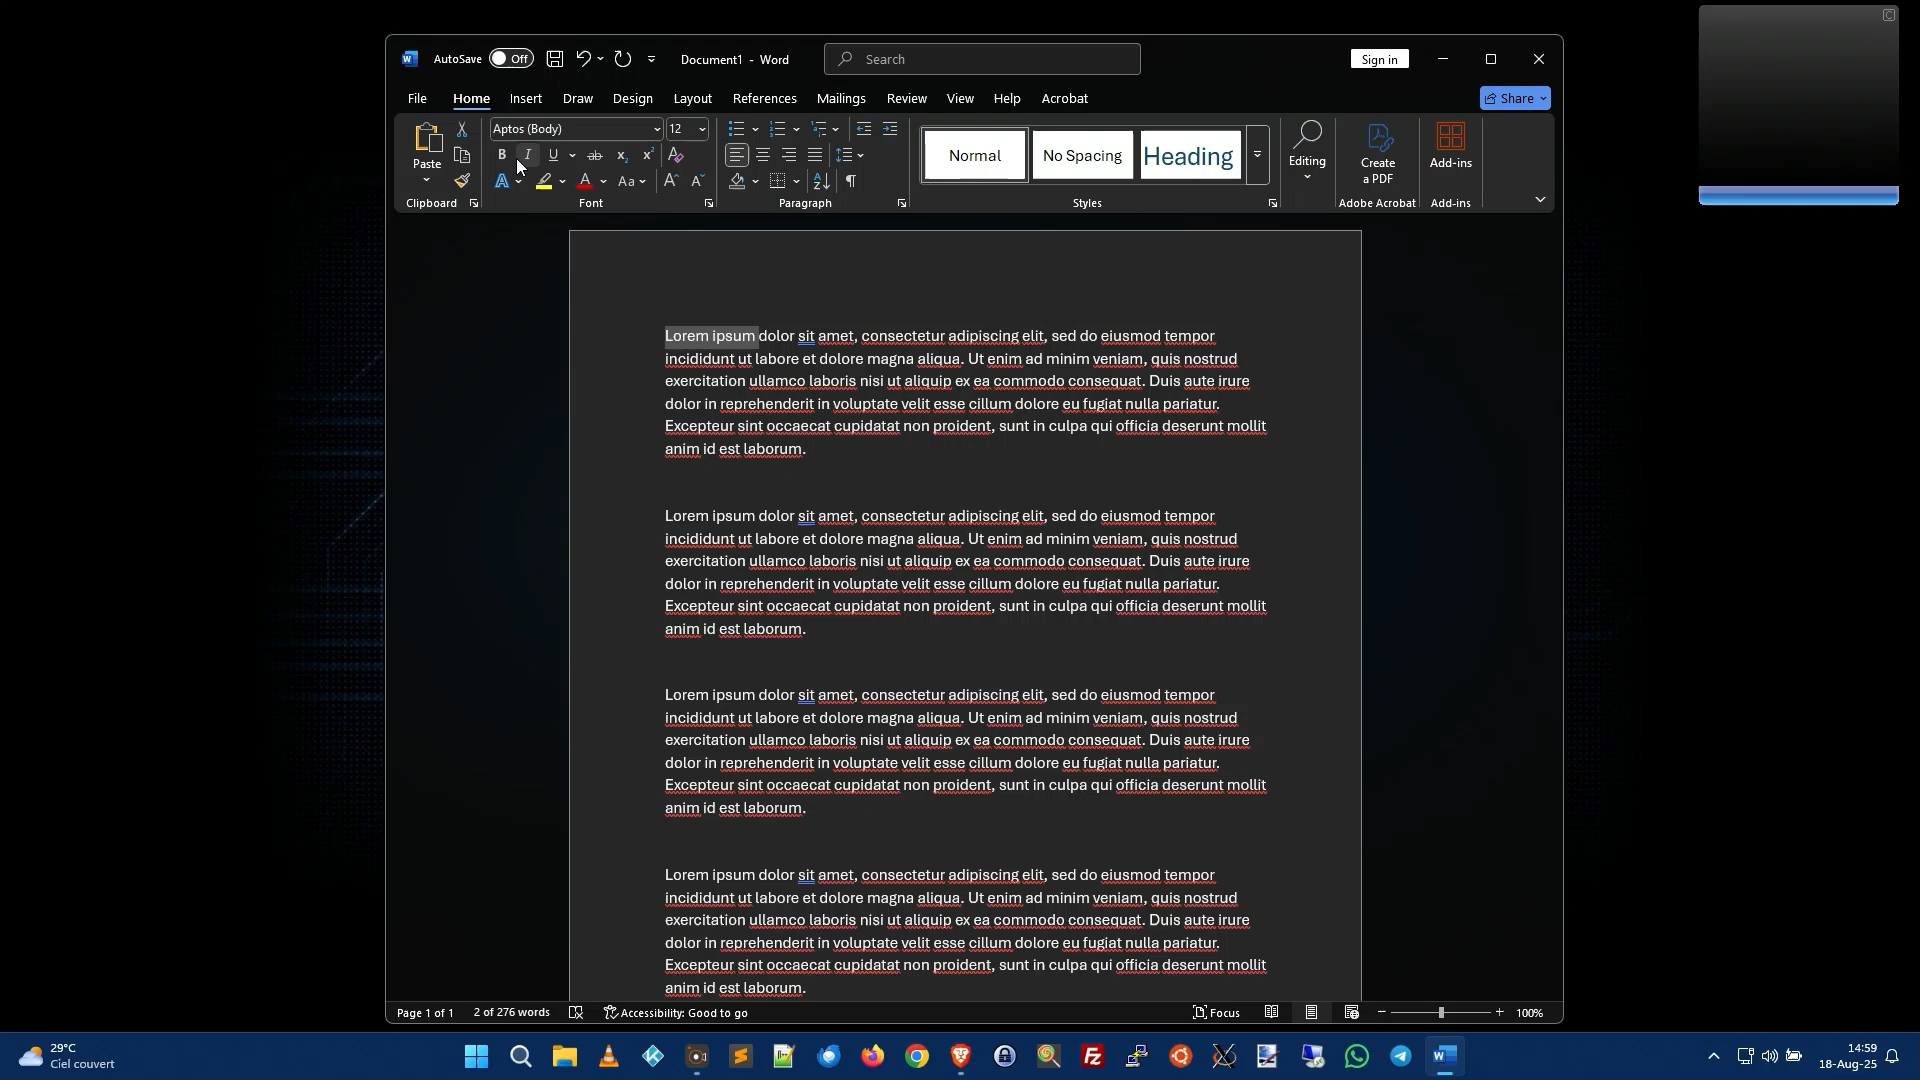 AutoSave Off Document1 - Word Search Sign in
File Home Insert Draw Design Layout References Mailings Review View Help Acrobat Share
Paste
Clipboard
Aptos (Body) 12
B I U ab x₂ x² A
A A Aa A A
Font
Paragraph
Normal No Spacing Heading
Styles
Editing
Create
a PDF
Adobe Acrobat
Add-ins
Add-ins
Lorem ipsum dolor sit amet, consectetur adipiscing elit, sed do eiusmod tempor
incididunt ut labore et dolore magna aliqua. Ut enim ad minim veniam, quis nostrud
exercitation ullamco laboris nisi ut aliquip ex ea commodo consequat. Duis aute irure
dolor in reprehenderit in voluptate velit esse cillum dolore eu fugiat nulla pariatur.
Excepteur sint occaecat cupidatat non proident, sunt in culpa qui officia deserunt mollit
anim id est laborum.
Lorem ipsum dolor sit amet, consectetur adipiscing elit, sed do eiusmod tempor
incididunt ut labore et dolore magna aliqua. Ut enim ad minim veniam, quis nostrud
exercitation ullamco laboris nisi ut aliquip ex ea commodo consequat. Duis aute irure
dolor in reprehenderit in voluptate velit esse cillum dolore eu fugiat nulla pariatur.
Excepteur sint occaecat cupidatat non proident, sunt in culpa qui officia deserunt mollit
anim id est laborum.
Lorem ipsum dolor sit amet, consectetur adipiscing elit, sed do eiusmod tempor
incididunt ut labore et dolore magna aliqua. Ut enim ad minim veniam, quis nostrud
exercitation ullamco laboris nisi ut aliquip ex ea commodo consequat. Duis aute irure
dolor in reprehenderit in voluptate velit esse cillum dolore eu fugiat nulla pariatur.
Excepteur sint occaecat cupidatat non proident, sunt in culpa qui officia deserunt mollit
anim id est laborum.
Lorem ipsum dolor sit amet, consectetur adipiscing elit, sed do eiusmod tempor
incididunt ut labore et dolore magna aliqua. Ut enim ad minim veniam, quis nostrud
exercitation ullamco laboris nisi ut aliquip ex ea commodo consequat. Duis aute irure
dolor in reprehenderit in voluptate velit esse cillum dolore eu fugiat nulla pariatur.
Excepteur sint occaecat cupidatat non proident, sunt in culpa qui officia deserunt mollit
anim id est laborum.
Page 1 of 1 2 of 276 words Accessibility: Good to go Focus 100%
29°C
Ciel couvert
14:59
18-Aug-25